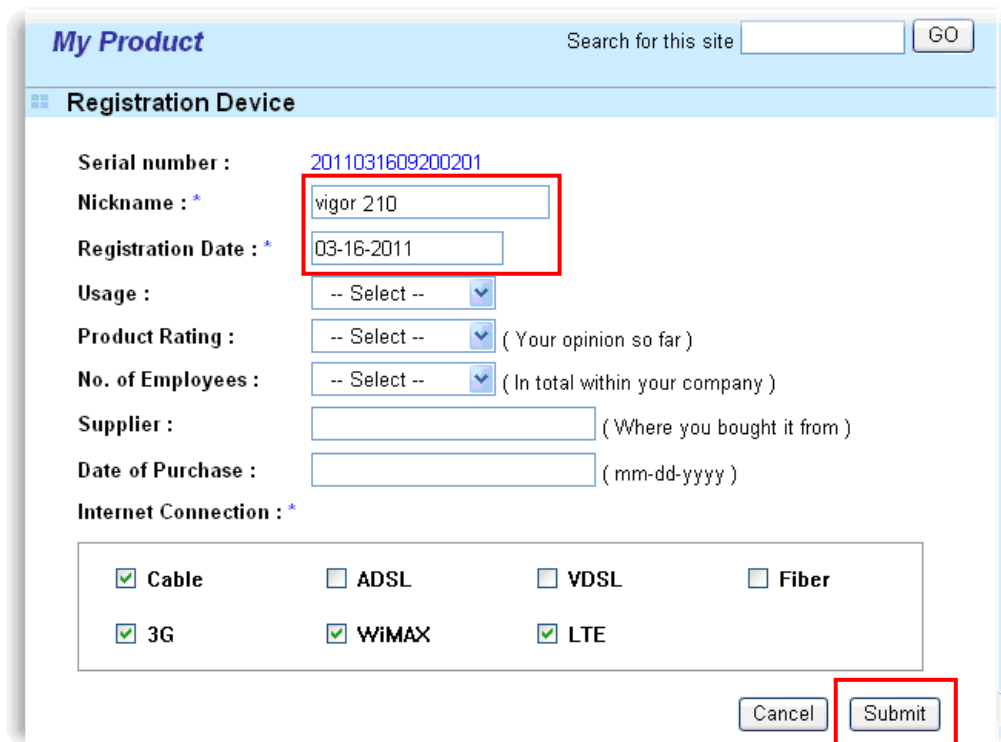 My Product
Search for this site
GO
Registration Device
Serial number :
2011031609200201
Nickname : *
vigor 210
Registration Date : *
03-16-2011
Usage :
-- Select --
Product Rating :
-- Select --
( Your opinion so far )
No. of Employees :
-- Select --
( In total within your company )
Supplier :
( Where you bought it from )
Date of Purchase :
( mm-dd-yyyy )
Internet Connection : *
Cable
ADSL
VDSL
Fiber
3G
WiMAX
LTE
Cancel
Submit